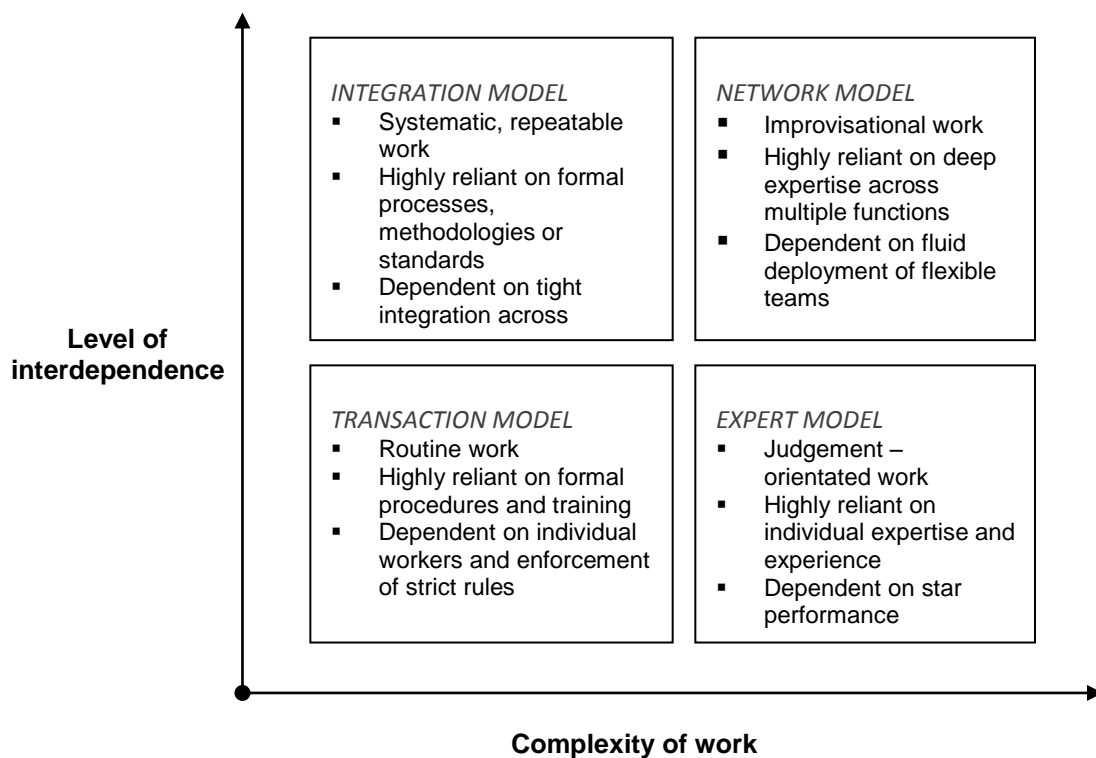 INTEGRATION MODEL
▪ Systematic, repeatable
work
▪ Highly reliant on formal
processes,
methodologies or
standards
▪ Dependent on tight
integration across
NETWORK MODEL
▪ Improvisational work
▪ Highly reliant on deep
expertise across
multiple functions
▪ Dependent on fluid
deployment of flexible
teams
Level of
interdependence
TRANSACTION MODEL
▪ Routine work
▪ Highly reliant on formal
procedures and training
▪ Dependent on individual
workers and enforcement
of strict rules
EXPERT MODEL
▪ Judgement –
orientated work
▪ Highly reliant on
individual expertise and
experience
▪ Dependent on star
performance
Complexity of work